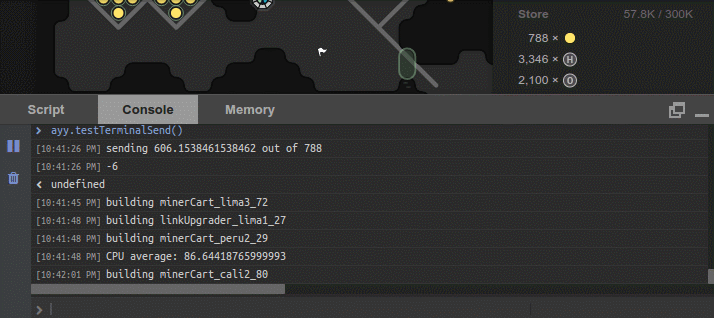 Store 57.8K / 300K
788 ×
3,346 × H
2,100 × O
Script Console Memory
ayy.testTerminalSend()
[10:41:26 PM] sending 606.1538461538462 out of 788
[10:41:26 PM] -6
undefined
[10:41:45 PM] building minerCart_lima3_72
[10:41:48 PM] building linkUpgrader_lima1_27
[10:41:48 PM] building minerCart_peru2_29
[10:41:48 PM] CPU average: 86.64418765999993
[10:42:01 PM] building minerCart_cali2_80